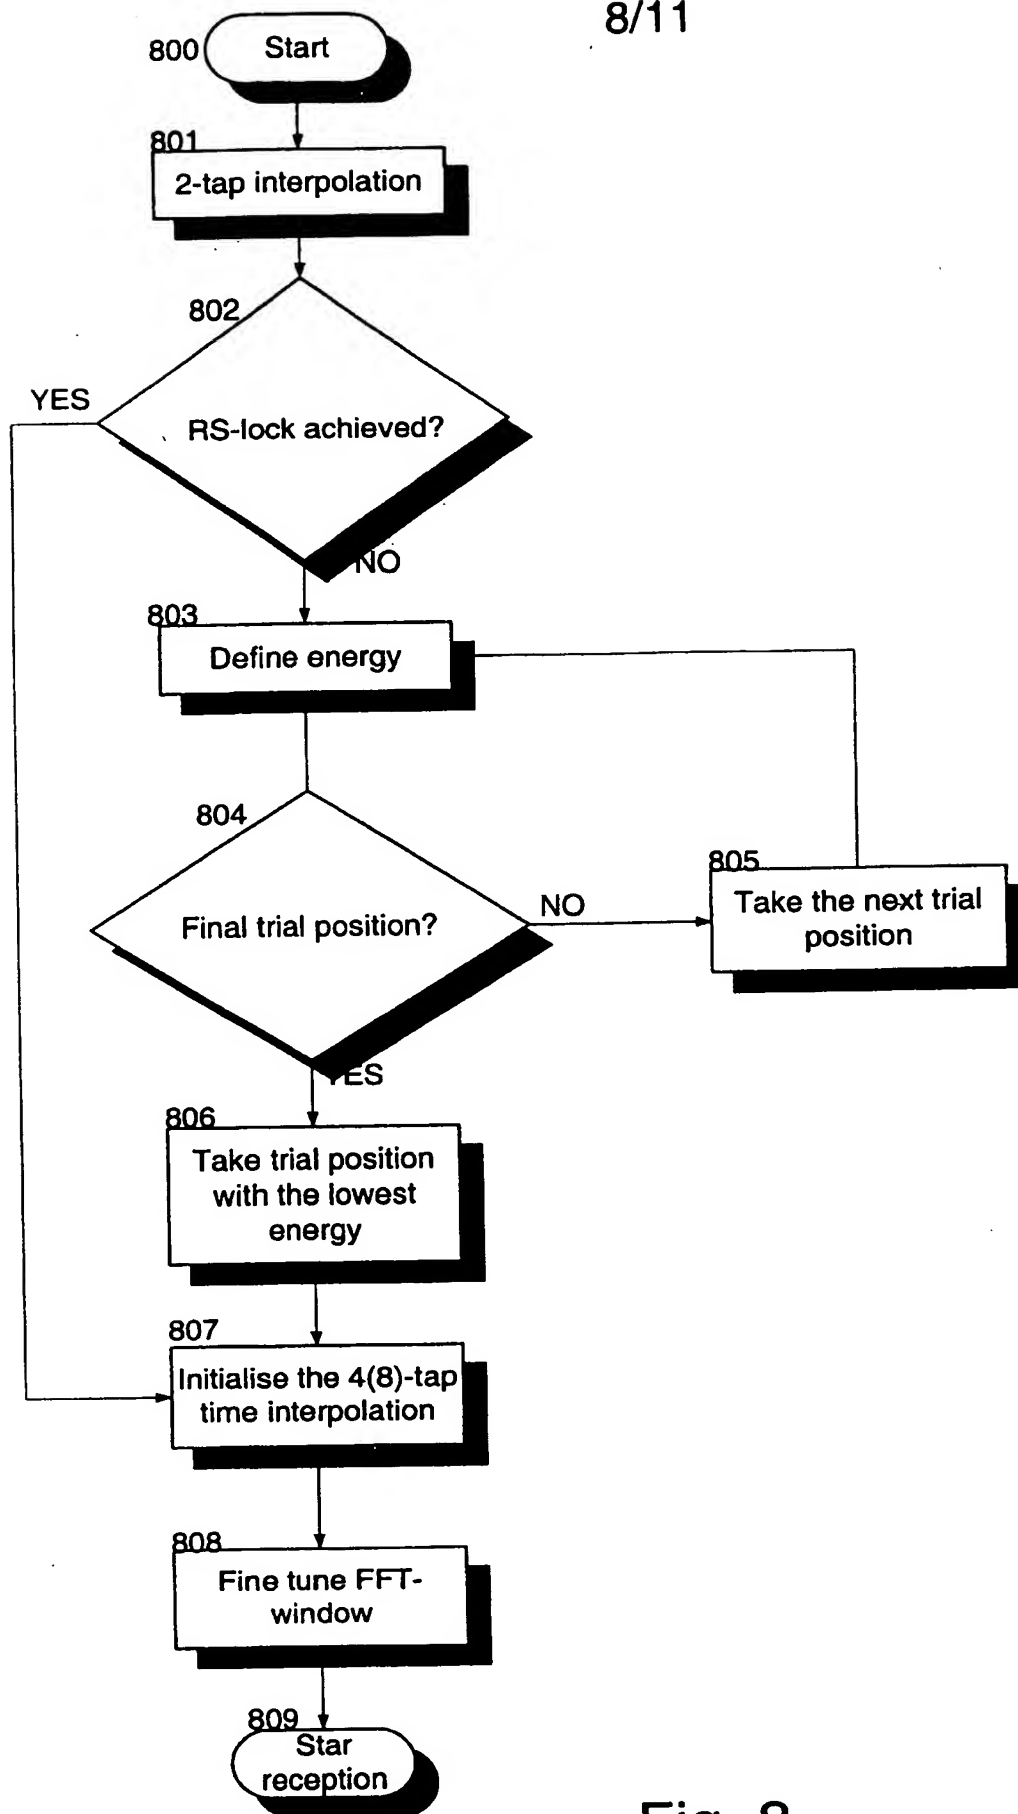 8/11
800
Start
801
2-tap interpolation
802
YES
RS-lock achieved?
NO
803
Define energy
804
Final trial position?
NO
805
Take the next trial
position
YES
806
Take trial position
with the lowest
energy
807
Initialise the 4(8)-tap
time interpolation
808
Fine tune FFT-
window
809
Star
reception
Fig. 8